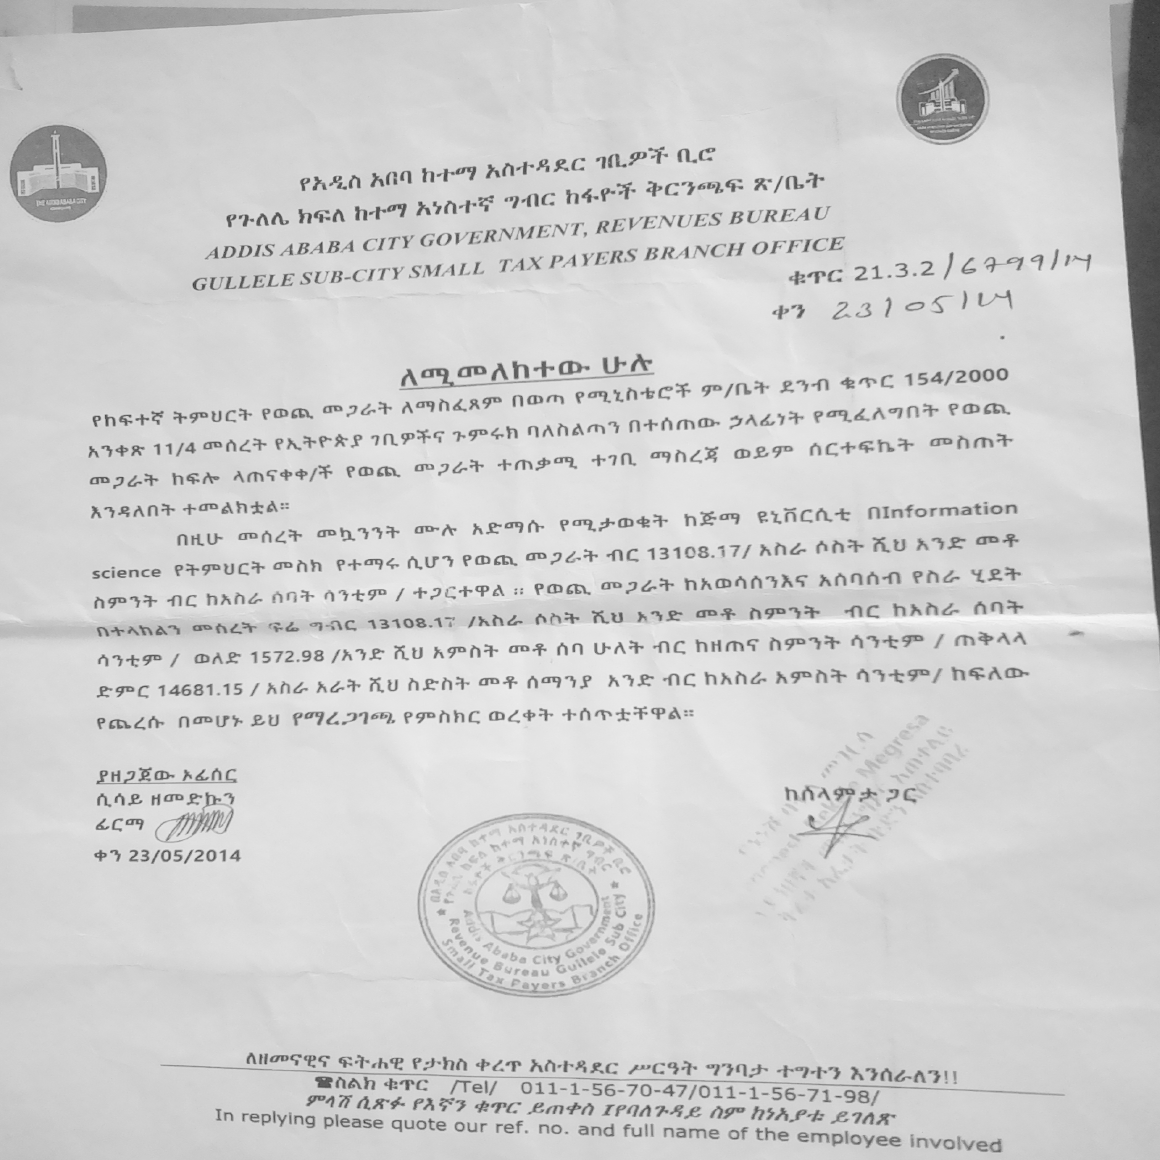 የአዲስ አበባ ከተማ አስተዳደር ገቢዎች ቢሮ
የጉለሌ ክፍለ ከተማ አነስተኛ ግብር ከፋዮች ቅርንጫፍ ጽ/ቤት
ADDIS ABABA CITY GOVERNMENT, REVENUES BUREAU
GULLELE SUB-CITY SMALL TAX PAYERS BRANCH OFFICE
ቁጥር 21.3.2/6799/14
ቀን 23/05/14
ለሚመለከተው ሁሉ
የከፍተኛ ትምህርት የወጪ መጋራት ለማስፈጸም በወጣ የሚኒስቴሮች ም/ቤት ደንብ ቁጥር 154/2000
አንቀጽ 11/4 መሰረት የኢትዮጵያ ገቢዎችና ጉምሩክ ባለስልጣን በተሰጠው ኃላፊነት የሚፈለግበት የወጪ
መጋራት ከፍሎ ላጠናቀቀ/ች የወጪ መጋራት ተጠቃሚ ተገቢ ማስረጃ ወይም ሰርተፍኬት መስጠት
እንዳለበት ተመልክቷል።
በዚሁ መሰረት መኳንንት ሙሉ አድማሱ የሚታወቁት ከጅማ ዩኒቨርሲቲ በInformation
science የትምህርት መስክ የተማሩ ሲሆን የወጪ መጋራት ብር 13108.17/ አስራ ሶስት ሺህ አንድ መቶ
ስምንት ብር ከአስራ ሰባት ሳንቲም / ተጋርተዋል ፡፡ የወጪ መጋራት ከአወሳሰንእና አሰባሰብ የስራ ሂደት
በተላከልን መሰረት ፍሬ ግብር 13108.17 /አስራ ሶስት ሺህ አንድ መቶ ስምንት ብር ከአስራ ሰባት
ሳንቲም / ወለድ 1572.98 /አንድ ሺህ አምስት መቶ ሰባ ሁለት ብር ከዘጠና ስምንት ሳንቲም / ጠቅላላ
ድምር 14681.15 / አስራ አራት ሺህ ስድስት መቶ ሰማንያ አንድ ብር ከአስራ አምስት ሳንቲም/ ከፍለው
የጨረሱ በመሆኑ ይህ የማረጋገጫ የምስክር ወረቀት ተሰጥቷቸዋል።
ያዘጋጀው ኦፊሰር
ሲሳይ ዘመድኩን
ፊርማ
ቀን 23/05/2014
ከሰላምታ ጋር
Megresa
Addis Ababa City Government
Revenue Bureau Gullele Sub City
Small Tax Payers Branch Office
ለዘመናዊና ፍትሐዊ የታክስ ቀረጥ አስተዳደር ሥርዓት ግንባታ ተግተን እንሰራለን!!
☎ስልክ ቁጥር /Tel/ 011-1-56-70-47/011-1-56-71-98/
ምላሽ ሲጽፉ የእኛን ቁጥር ይጠቀስ የባለጉዳይ ስም ከነአያቱ ይገለጽ
In replying please quote our ref. no. and full name of the employee involved